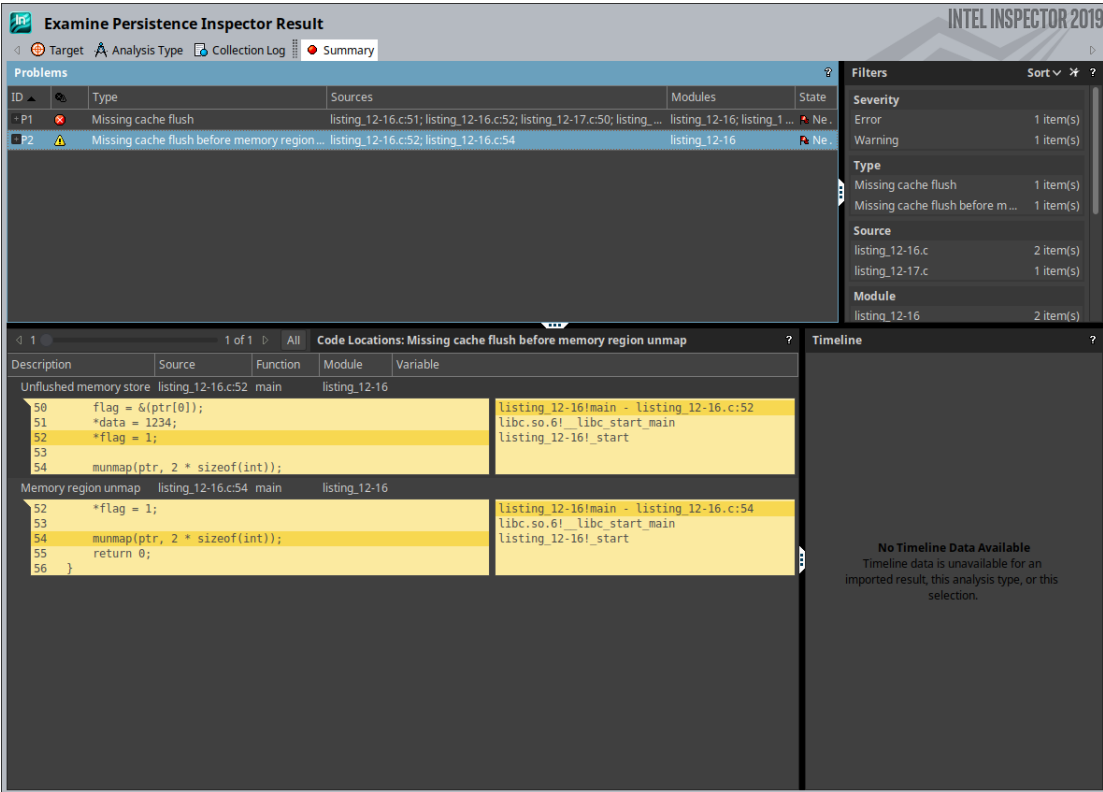 INTEL INSPECTOR 2019
Examine Persistence Inspector Result
Target Analysis Type Collection Log Summary
Problems ?
ID Type Sources Modules State
P1 Missing cache flush listing_12-16.c:51; listing_12-16.c:52; listing_12-17.c:50; listing_... listing_12-16; listing_1... Ne.
P2 Missing cache flush before memory region... listing_12-16.c:52; listing_12-16.c:54 listing_12-16 Ne.
Filters Sort ?
Severity
Error 1 item(s)
Warning 1 item(s)
Type
Missing cache flush 1 item(s)
Missing cache flush before m... 1 item(s)
Source
listing_12-16.c 2 item(s)
listing_12-17.c 1 item(s)
Module
listing_12-16 2 item(s)
1 1 of 1 All Code Locations: Missing cache flush before memory region unmap ?
Description Source Function Module Variable
Unflushed memory store listing_12-16.c:52 main listing_12-16
50 flag = &(ptr[0]); listing_12-16!main - listing_12-16.c:52
51 *data = 1234; libc.so.6!__libc_start_main
52 *flag = 1; listing_12-16!_start
53
54 munmap(ptr, 2 * sizeof(int));
Memory region unmap listing_12-16.c:54 main listing_12-16
52 *flag = 1; listing_12-16!main - listing_12-16.c:54
53 libc.so.6!__libc_start_main
54 munmap(ptr, 2 * sizeof(int)); listing_12-16!_start
55 return 0;
56 }
Timeline ?
No Timeline Data Available
Timeline data is unavailable for an
imported result, this analysis type, or this
selection.